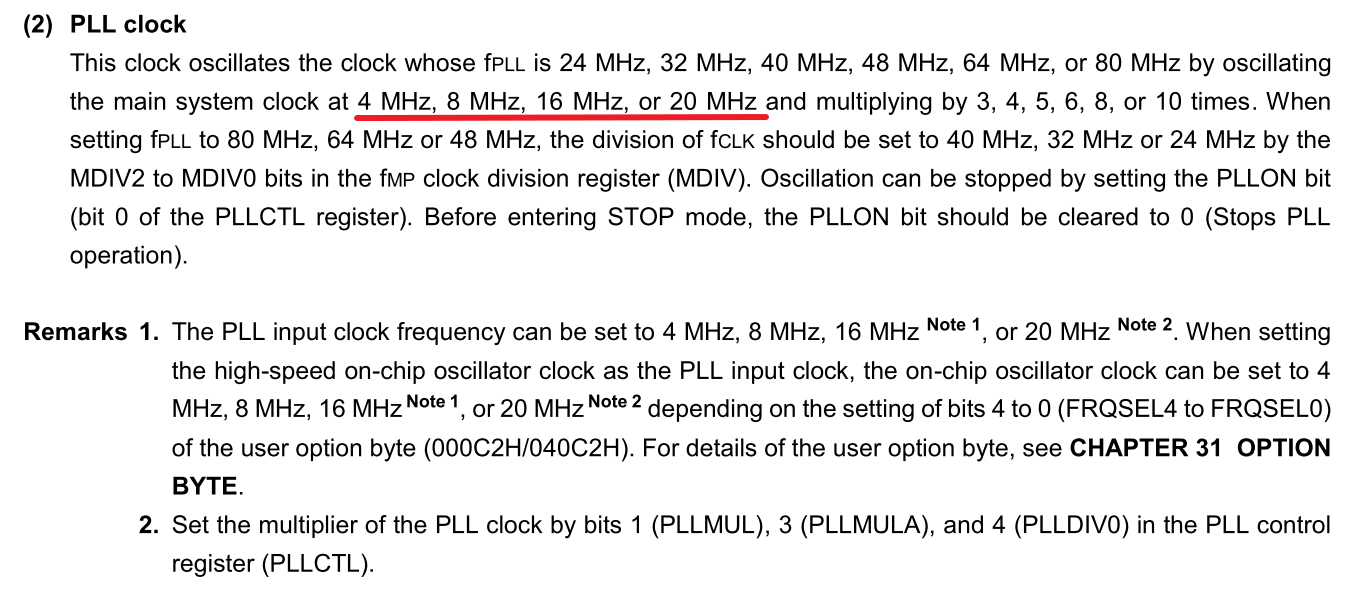 (2) PLL clock
This clock oscillates the clock whose fPLL is 24 MHz, 32 MHz, 40 MHz, 48 MHz, 64 MHz, or 80 MHz by oscillating
the main system clock at 4 MHz, 8 MHz, 16 MHz, or 20 MHz and multiplying by 3, 4, 5, 6, 8, or 10 times. When
setting fPLL to 80 MHz, 64 MHz or 48 MHz, the division of fCLK should be set to 40 MHz, 32 MHz or 24 MHz by the
MDIV2 to MDIV0 bits in the fMP clock division register (MDIV). Oscillation can be stopped by setting the PLLON bit
(bit 0 of the PLLCTL register). Before entering STOP mode, the PLLON bit should be cleared to 0 (Stops PLL
operation).
Remarks 1. The PLL input clock frequency can be set to 4 MHz, 8 MHz, 16 MHz Note 1, or 20 MHz Note 2. When setting
the high-speed on-chip oscillator clock as the PLL input clock, the on-chip oscillator clock can be set to 4
MHz, 8 MHz, 16 MHz Note 1, or 20 MHz Note 2 depending on the setting of bits 4 to 0 (FRQSEL4 to FRQSEL0)
of the user option byte (000C2H/040C2H). For details of the user option byte, see CHAPTER 31 OPTION
BYTE.
2. Set the multiplier of the PLL clock by bits 1 (PLLMUL), 3 (PLLMULA), and 4 (PLLDIV0) in the PLL control
register (PLLCTL).